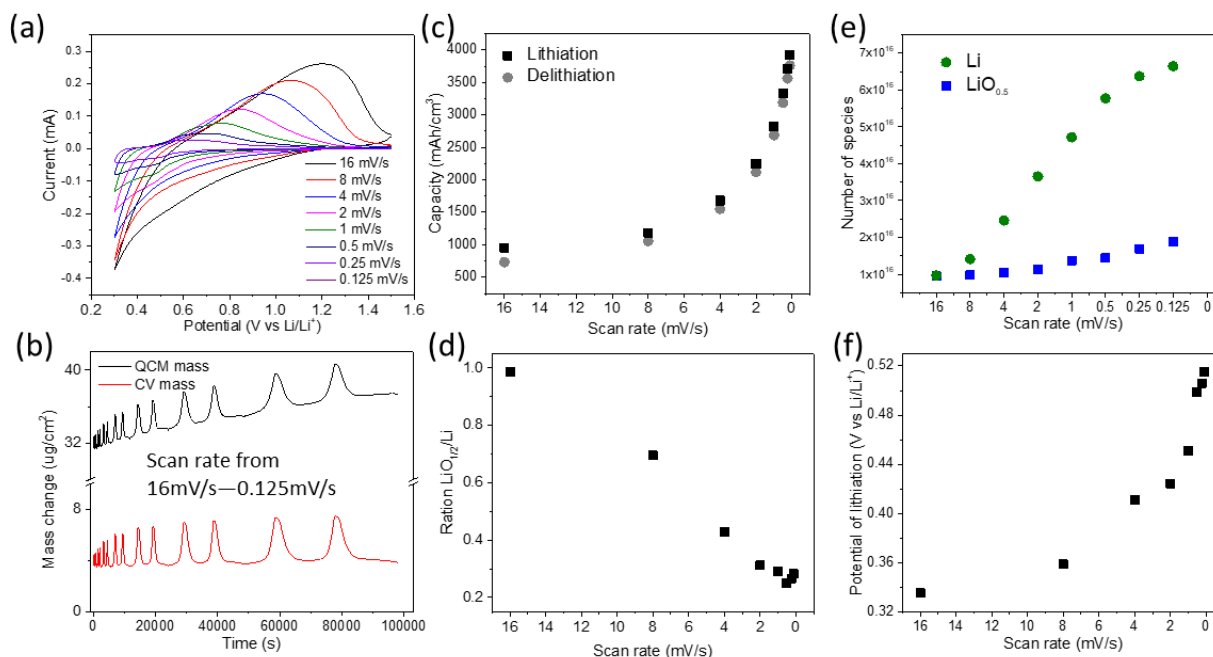 (a)
0.3
0.2
0.1
0.0
-0.1
-0.2
-0.3
-0.4
Current (mA)
16 mV/s
8 mV/s
4 mV/s
2 mV/s
1 mV/s
0.5 mV/s
0.25 mV/s
0.125 mV/s
0.2 0.4 0.6 0.8 1.0 1.2 1.4 1.6
Potential (V vs Li/Li⁺)
(b)
QCM mass
CV mass
40
32
8
0
Mass change (ug/cm²)
Scan rate from
16mV/s—0.125mV/s
0 20000 40000 60000 80000 100000
Time (s)
(c)
Lithiation
Delithiation
4000
3500
3000
2500
2000
1500
1000
500
Capacity (mAh/cm³)
16 14 12 10 8 6 4 2 0
Scan rate (mV/s)
(d)
1.0
0.8
0.6
0.4
0.2
Ration LiO₁/₂/Li
16 14 12 10 8 6 4 2 0
Scan rate (mV/s)
(e)
Li
LiO₀.₅
7x10¹⁶
6x10¹⁶
5x10¹⁶
4x10¹⁶
3x10¹⁶
2x10¹⁶
1x10¹⁶
Number of species
16 8 4 2 1 0.5 0.25 0.125 0
Scan rate (mV/s)
(f)
0.52
0.48
0.44
0.40
0.36
0.32
Potential of lithiation (V vs Li/Li⁺)
16 14 12 10 8 6 4 2 0
Scan rate (mV/s)